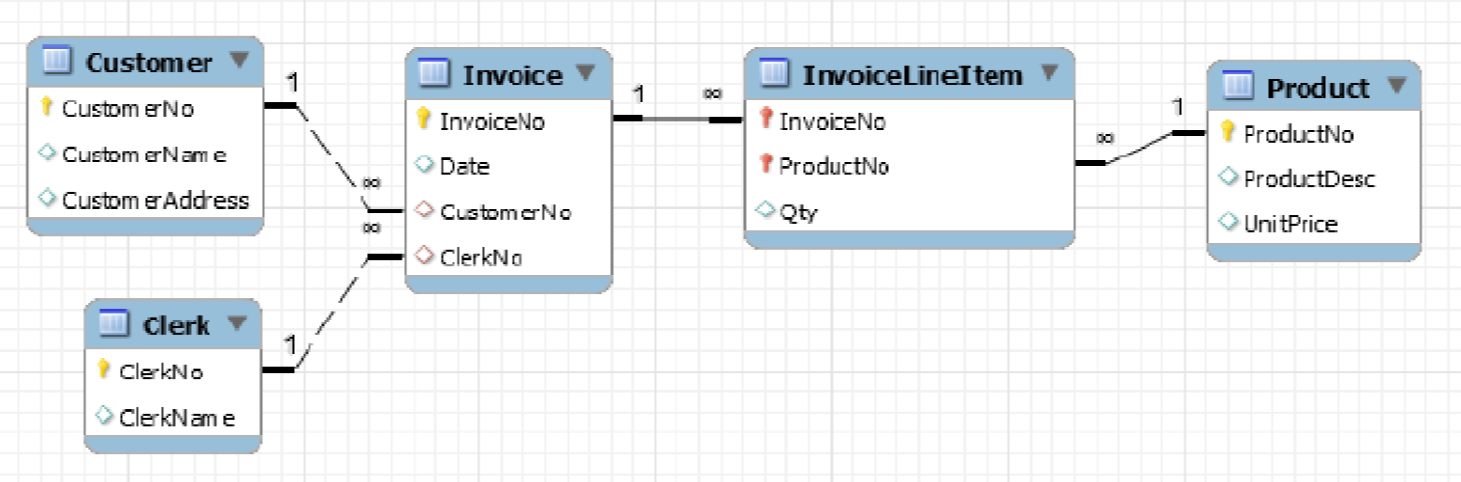 Customer
CustomerNo
CustomerName
CustomerAddress
1
∞
Invoice
InvoiceNo
Date
CustomerNo
ClerkNo
1
∞
InvoiceLineItem
InvoiceNo
ProductNo
Qty
∞
1
Product
ProductNo
ProductDesc
UnitPrice
∞
1
Clerk
ClerkNo
ClerkName